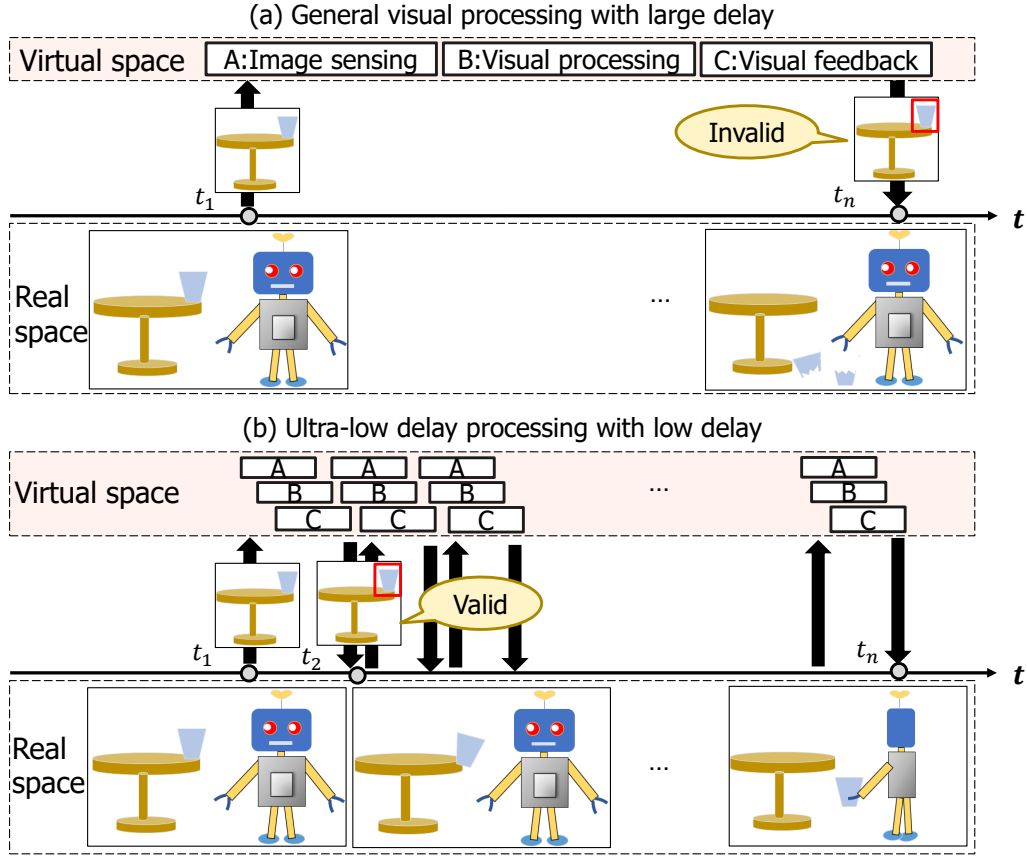 (a) General visual processing with large delay
Virtual space
A:Image sensing
B:Visual processing
C:Visual feedback
Invalid
t₁
tₙ
t
Real
space
...
(b) Ultra-low delay processing with low delay
Virtual space
A
A
A
A
B
B
B
B
C
C
C
C
...
Valid
t₁
t₂
tₙ
t
Real
space
...